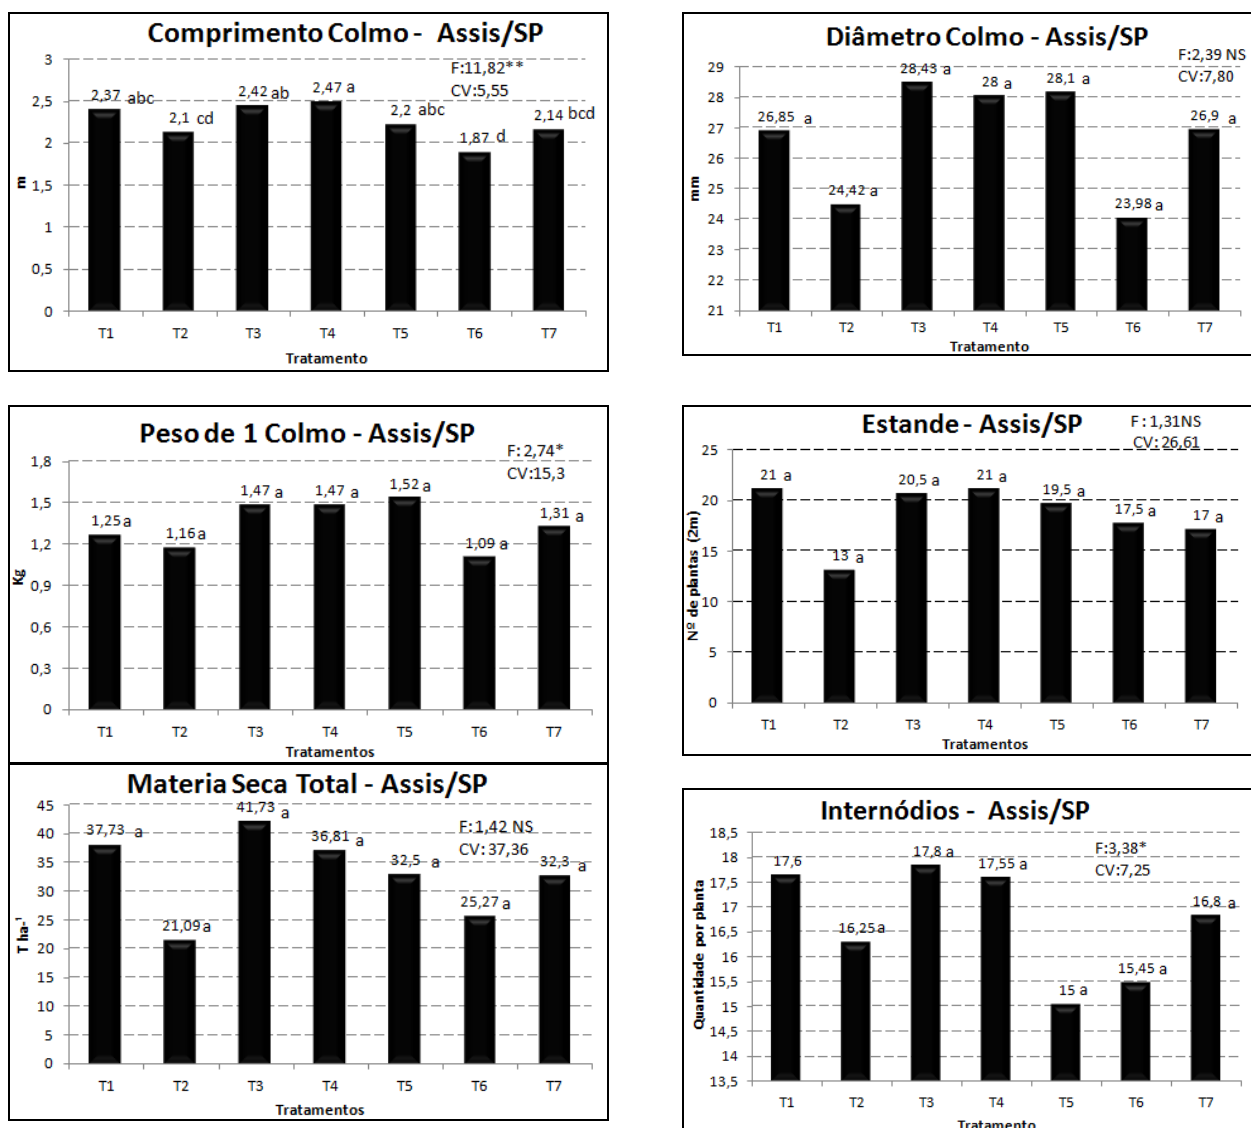 Comprimento Colmo - Assis/SP
F:11,82**
CV:5,55
3
2,5
2
1,5
1
0,5
0
m
2,37 abc
2,1 cd
2,42 ab
2,47 a
2,2 abc
1,87 d
2,14 bcd
T1 T2 T3 T4 T5 T6 T7
Tratamento
Diâmetro Colmo - Assis/SP
F:2,39 NS
CV:7,80
29
28
27
26
25
24
23
22
21
mm
26,85 a
24,42 a
28,43 a
28 a
28,1 a
23,98 a
26,9 a
T1 T2 T3 T4 T5 T6 T7
Tratamento
Peso de 1 Colmo - Assis/SP
F: 2,74*
CV:15,3
1,8
1,5
1,2
0,9
0,6
0,3
0
Kg
1,25 a
1,16 a
1,47 a
1,47 a
1,52 a
1,09 a
1,31 a
T1 T2 T3 T4 T5 T6 T7
Tratamentos
Estande - Assis/SP
F: 1,31NS
CV: 26,61
25
20
15
10
5
0
Nº de plantas (2m)
21 a
13 a
20,5 a
21 a
19,5 a
17,5 a
17 a
T1 T2 T3 T4 T5 T6 T7
Tratamentos
Materia Seca Total - Assis/SP
F: 1,42 NS
CV: 37,36
45
40
35
30
25
20
15
10
5
0
T ha-¹
37,73 a
21,09 a
41,73 a
36,81 a
32,5 a
25,27 a
32,3 a
T1 T2 T3 T4 T5 T6 T7
Tratamentos
Internódios - Assis/SP
F:3,38*
CV:7,25
18,5
18
17,5
17
16,5
16
15,5
15
14,5
14
13,5
Quantidade por planta
17,6
16,25 a
17,8 a
17,55 a
15 a
15,45 a
16,8 a
T1 T2 T3 T4 T5 T6 T7
Tratamento